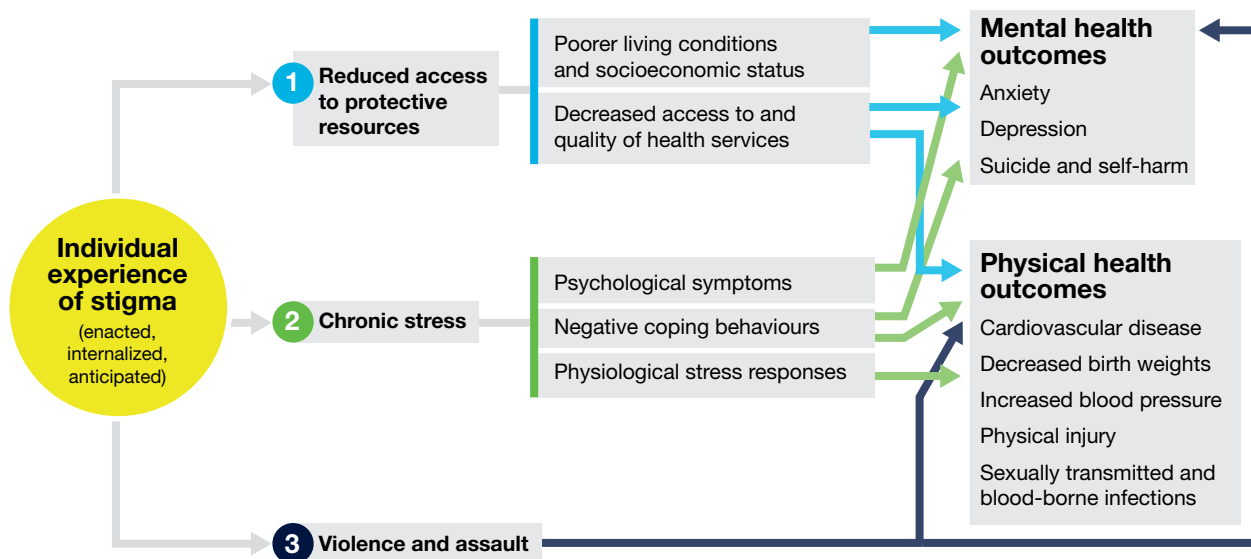 Individual
experience
of stigma
(enacted,
internalized,
anticipated)
1
Reduced access
to protective
resources
Poorer living conditions
and socioeconomic status
Decreased access to and
quality of health services
2
Chronic stress
Psychological symptoms
Negative coping behaviours
Physiological stress responses
3
Violence and assault
Mental health
outcomes
Anxiety
Depression
Suicide and self-harm
Physical health
outcomes
Cardiovascular disease
Decreased birth weights
Increased blood pressure
Physical injury
Sexually transmitted and
blood-borne infections